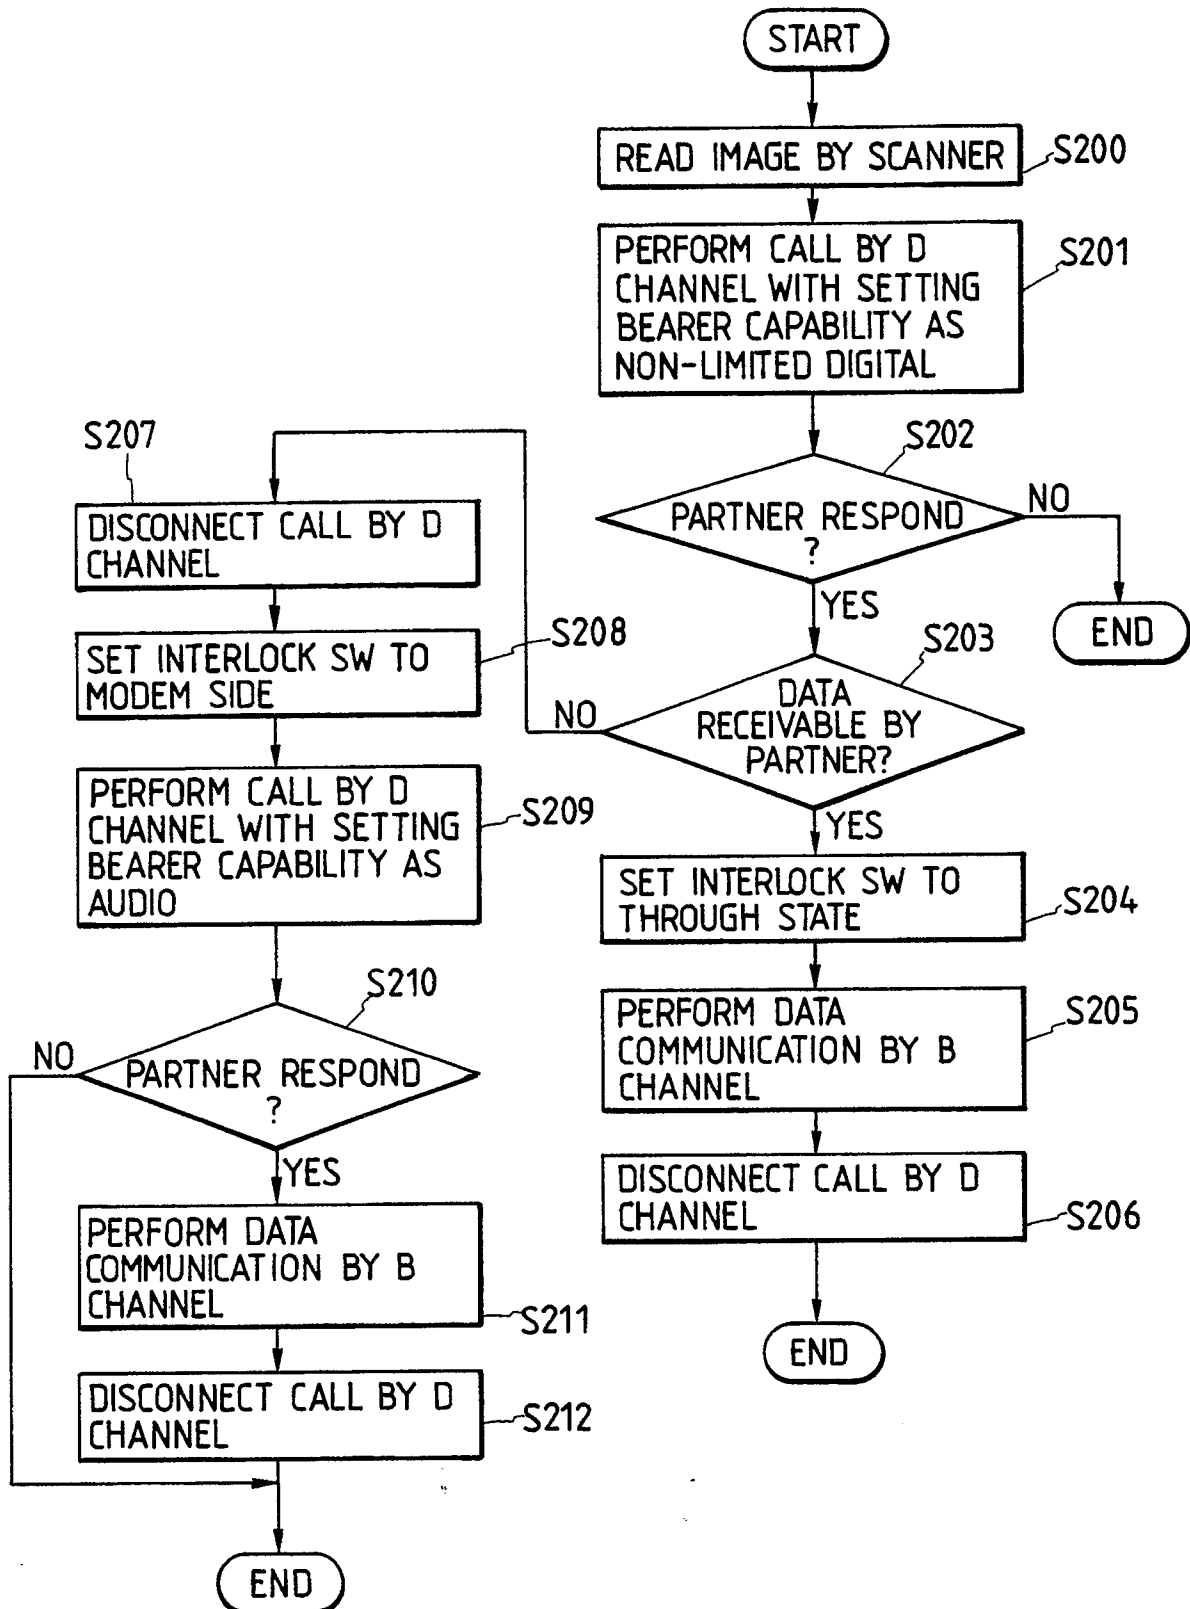 START
READ IMAGE BY SCANNER
S200
PERFORM CALL BY D
CHANNEL WITH SETTING
BEARER CAPABILITY AS
NON-LIMITED DIGITAL
S201
S202
PARTNER RESPOND
?
NO
END
YES
S203
DATA
RECEIVABLE BY
PARTNER?
NO
YES
SET INTERLOCK SW TO
THROUGH STATE
S204
PERFORM DATA
COMMUNICATION BY B
CHANNEL
S205
DISCONNECT CALL BY D
CHANNEL
S206
END
S207
DISCONNECT CALL BY D
CHANNEL
SET INTERLOCK SW TO
MODEM SIDE
S208
PERFORM CALL BY D
CHANNEL WITH SETTING
BEARER CAPABILITY AS
AUDIO
S209
S210
NO
PARTNER RESPOND
?
YES
PERFORM DATA
COMMUNICATION BY B
CHANNEL
S211
DISCONNECT CALL BY D
CHANNEL
S212
END